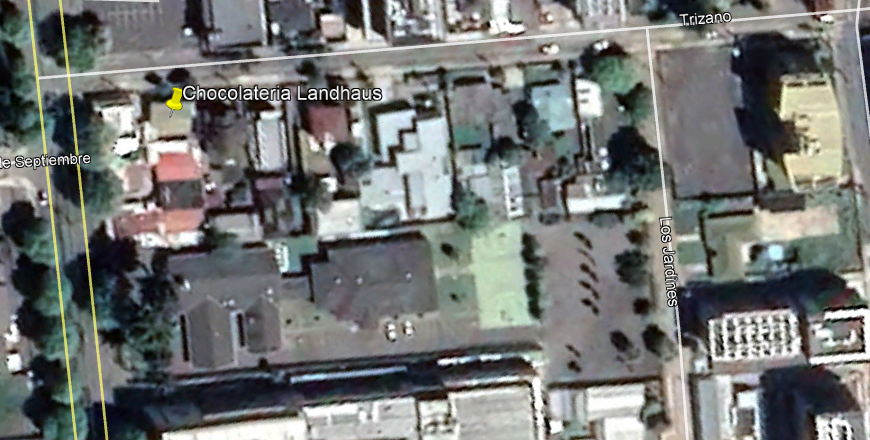 Trizano
Chocolateria Landhaus
de Septiembre
Los Jardines